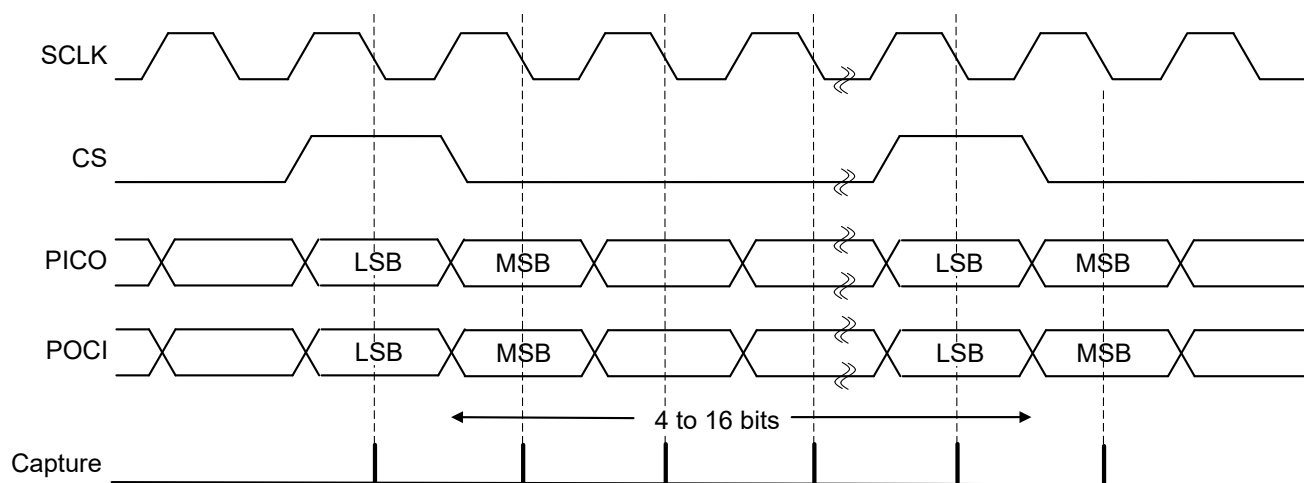 SCLK
CS
PICO LSB MSB LSB MSB
POCI LSB MSB LSB MSB
4 to 16 bits
Capture